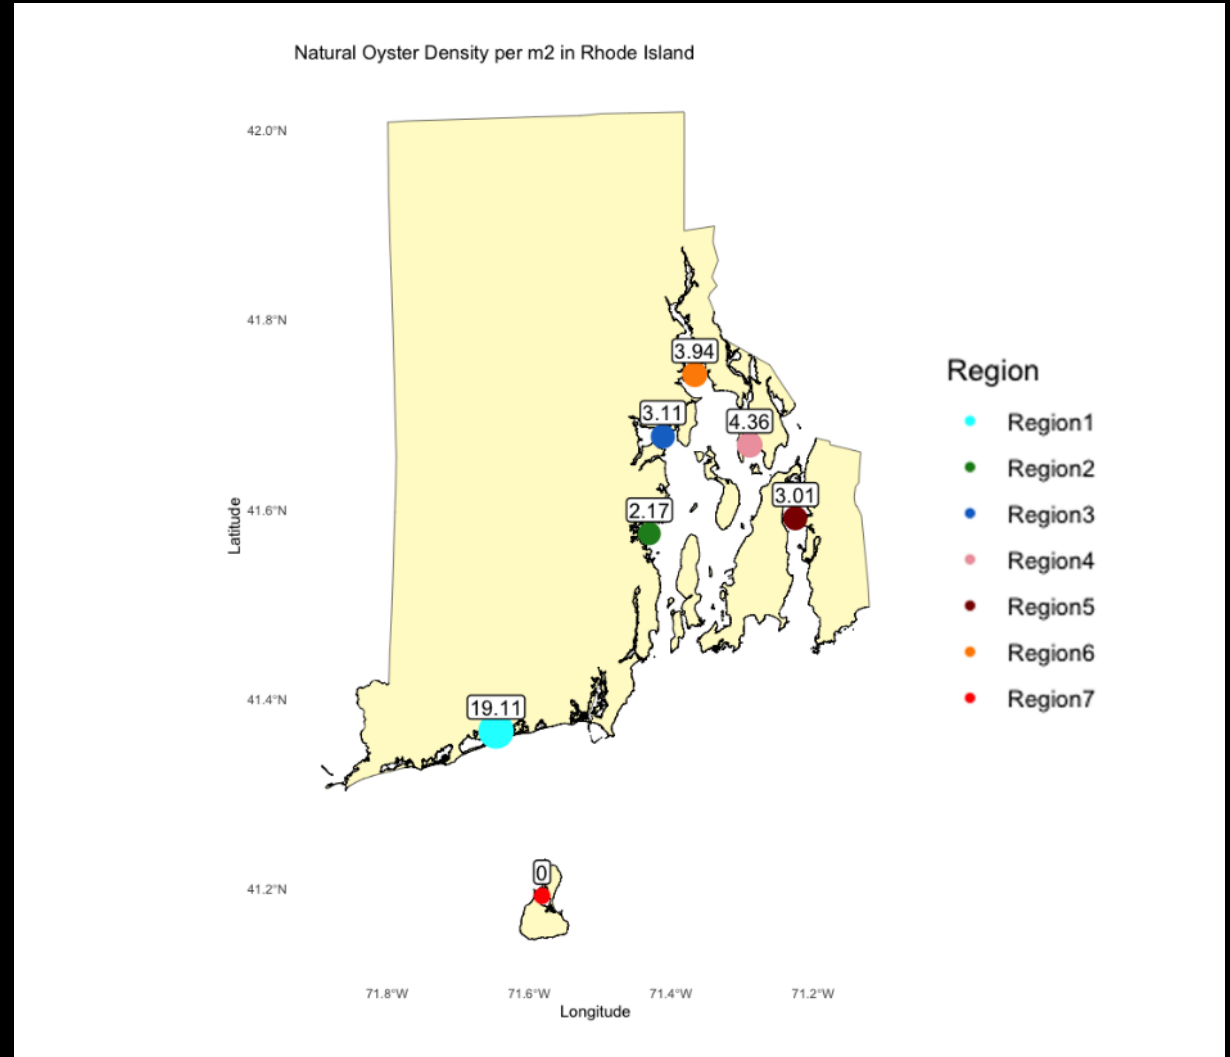 Natural Oyster Density per m2 in Rhode Island
42.0°N
41.8°N
41.6°N
41.4°N
41.2°N
Latitude
3.94
3.11
4.36
3.01
2.17
19.11
0
71.8°W
71.6°W
71.4°W
71.2°W
Longitude
Region
Region1
Region2
Region3
Region4
Region5
Region6
Region7